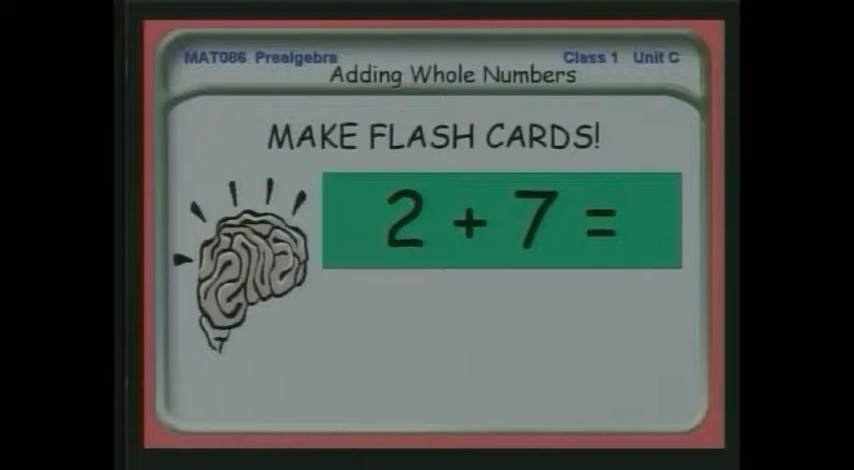 MAT086 Prealgebra
Class 1 Unit C
Adding Whole Numbers
MAKE FLASH CARDS!
2 + 7 =